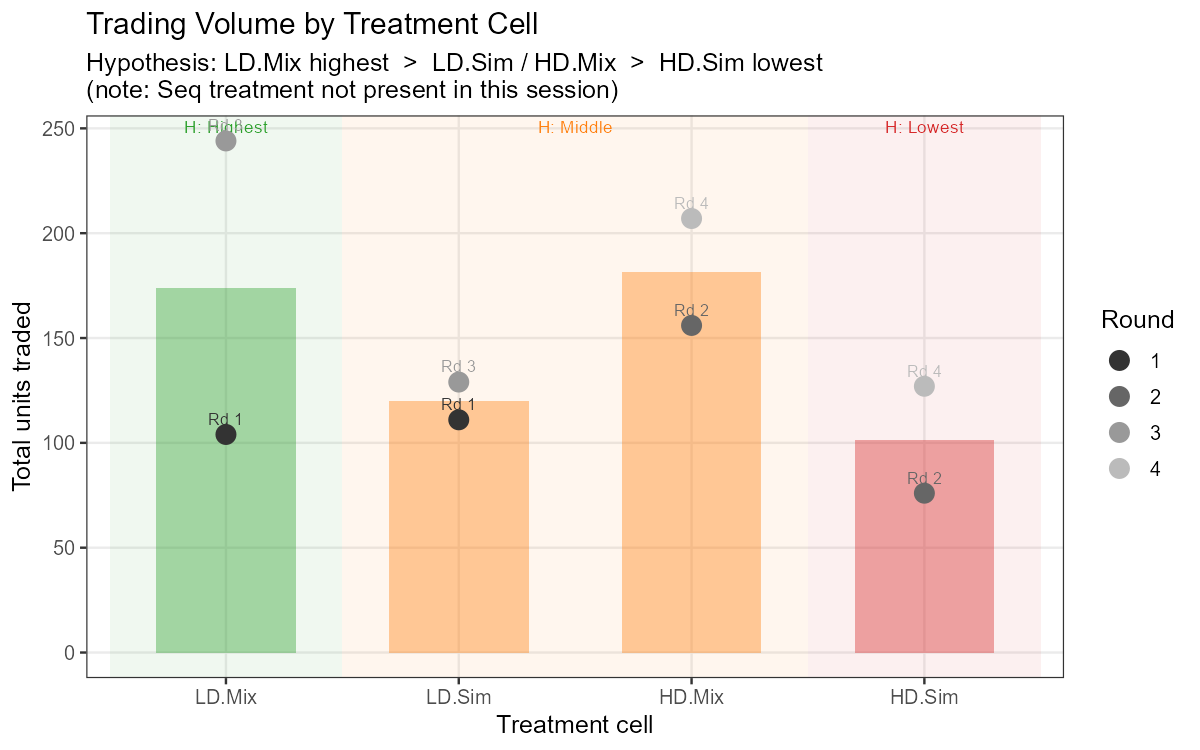 Trading Volume by Treatment Cell
Hypothesis: LD.Mix highest  >  LD.Sim / HD.Mix  >  HD.Sim lowest
(note: Seq treatment not present in this session)
Total units traded
250
200
150
100
50
0
H: Highest
H: Middle
H: Lowest
Rd 3
Rd 1
Rd 3
Rd 1
Rd 4
Rd 2
Rd 4
Rd 2
LD.Mix
LD.Sim
HD.Mix
HD.Sim
Treatment cell
Round
1
2
3
4